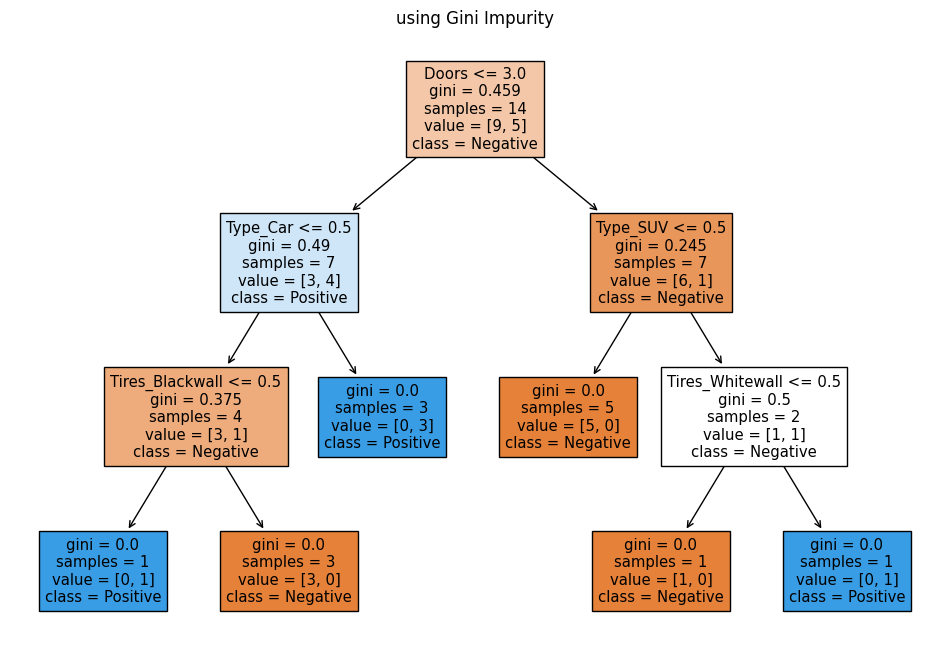 using Gini Impurity
Doors <= 3.0
gini = 0.459
samples = 14
value = [9, 5]
class = Negative
Type_Car <= 0.5
gini = 0.49
samples = 7
value = [3, 4]
class = Positive
Type_SUV <= 0.5
gini = 0.245
samples = 7
value = [6, 1]
class = Negative
Tires_Blackwall <= 0.5
gini = 0.375
samples = 4
value = [3, 1]
class = Negative
gini = 0.0
samples = 3
value = [0, 3]
class = Positive
gini = 0.0
samples = 5
value = [5, 0]
class = Negative
Tires_Whitewall <= 0.5
gini = 0.5
samples = 2
value = [1, 1]
class = Negative
gini = 0.0
samples = 1
value = [0, 1]
class = Positive
gini = 0.0
samples = 3
value = [3, 0]
class = Negative
gini = 0.0
samples = 1
value = [1, 0]
class = Negative
gini = 0.0
samples = 1
value = [0, 1]
class = Positive